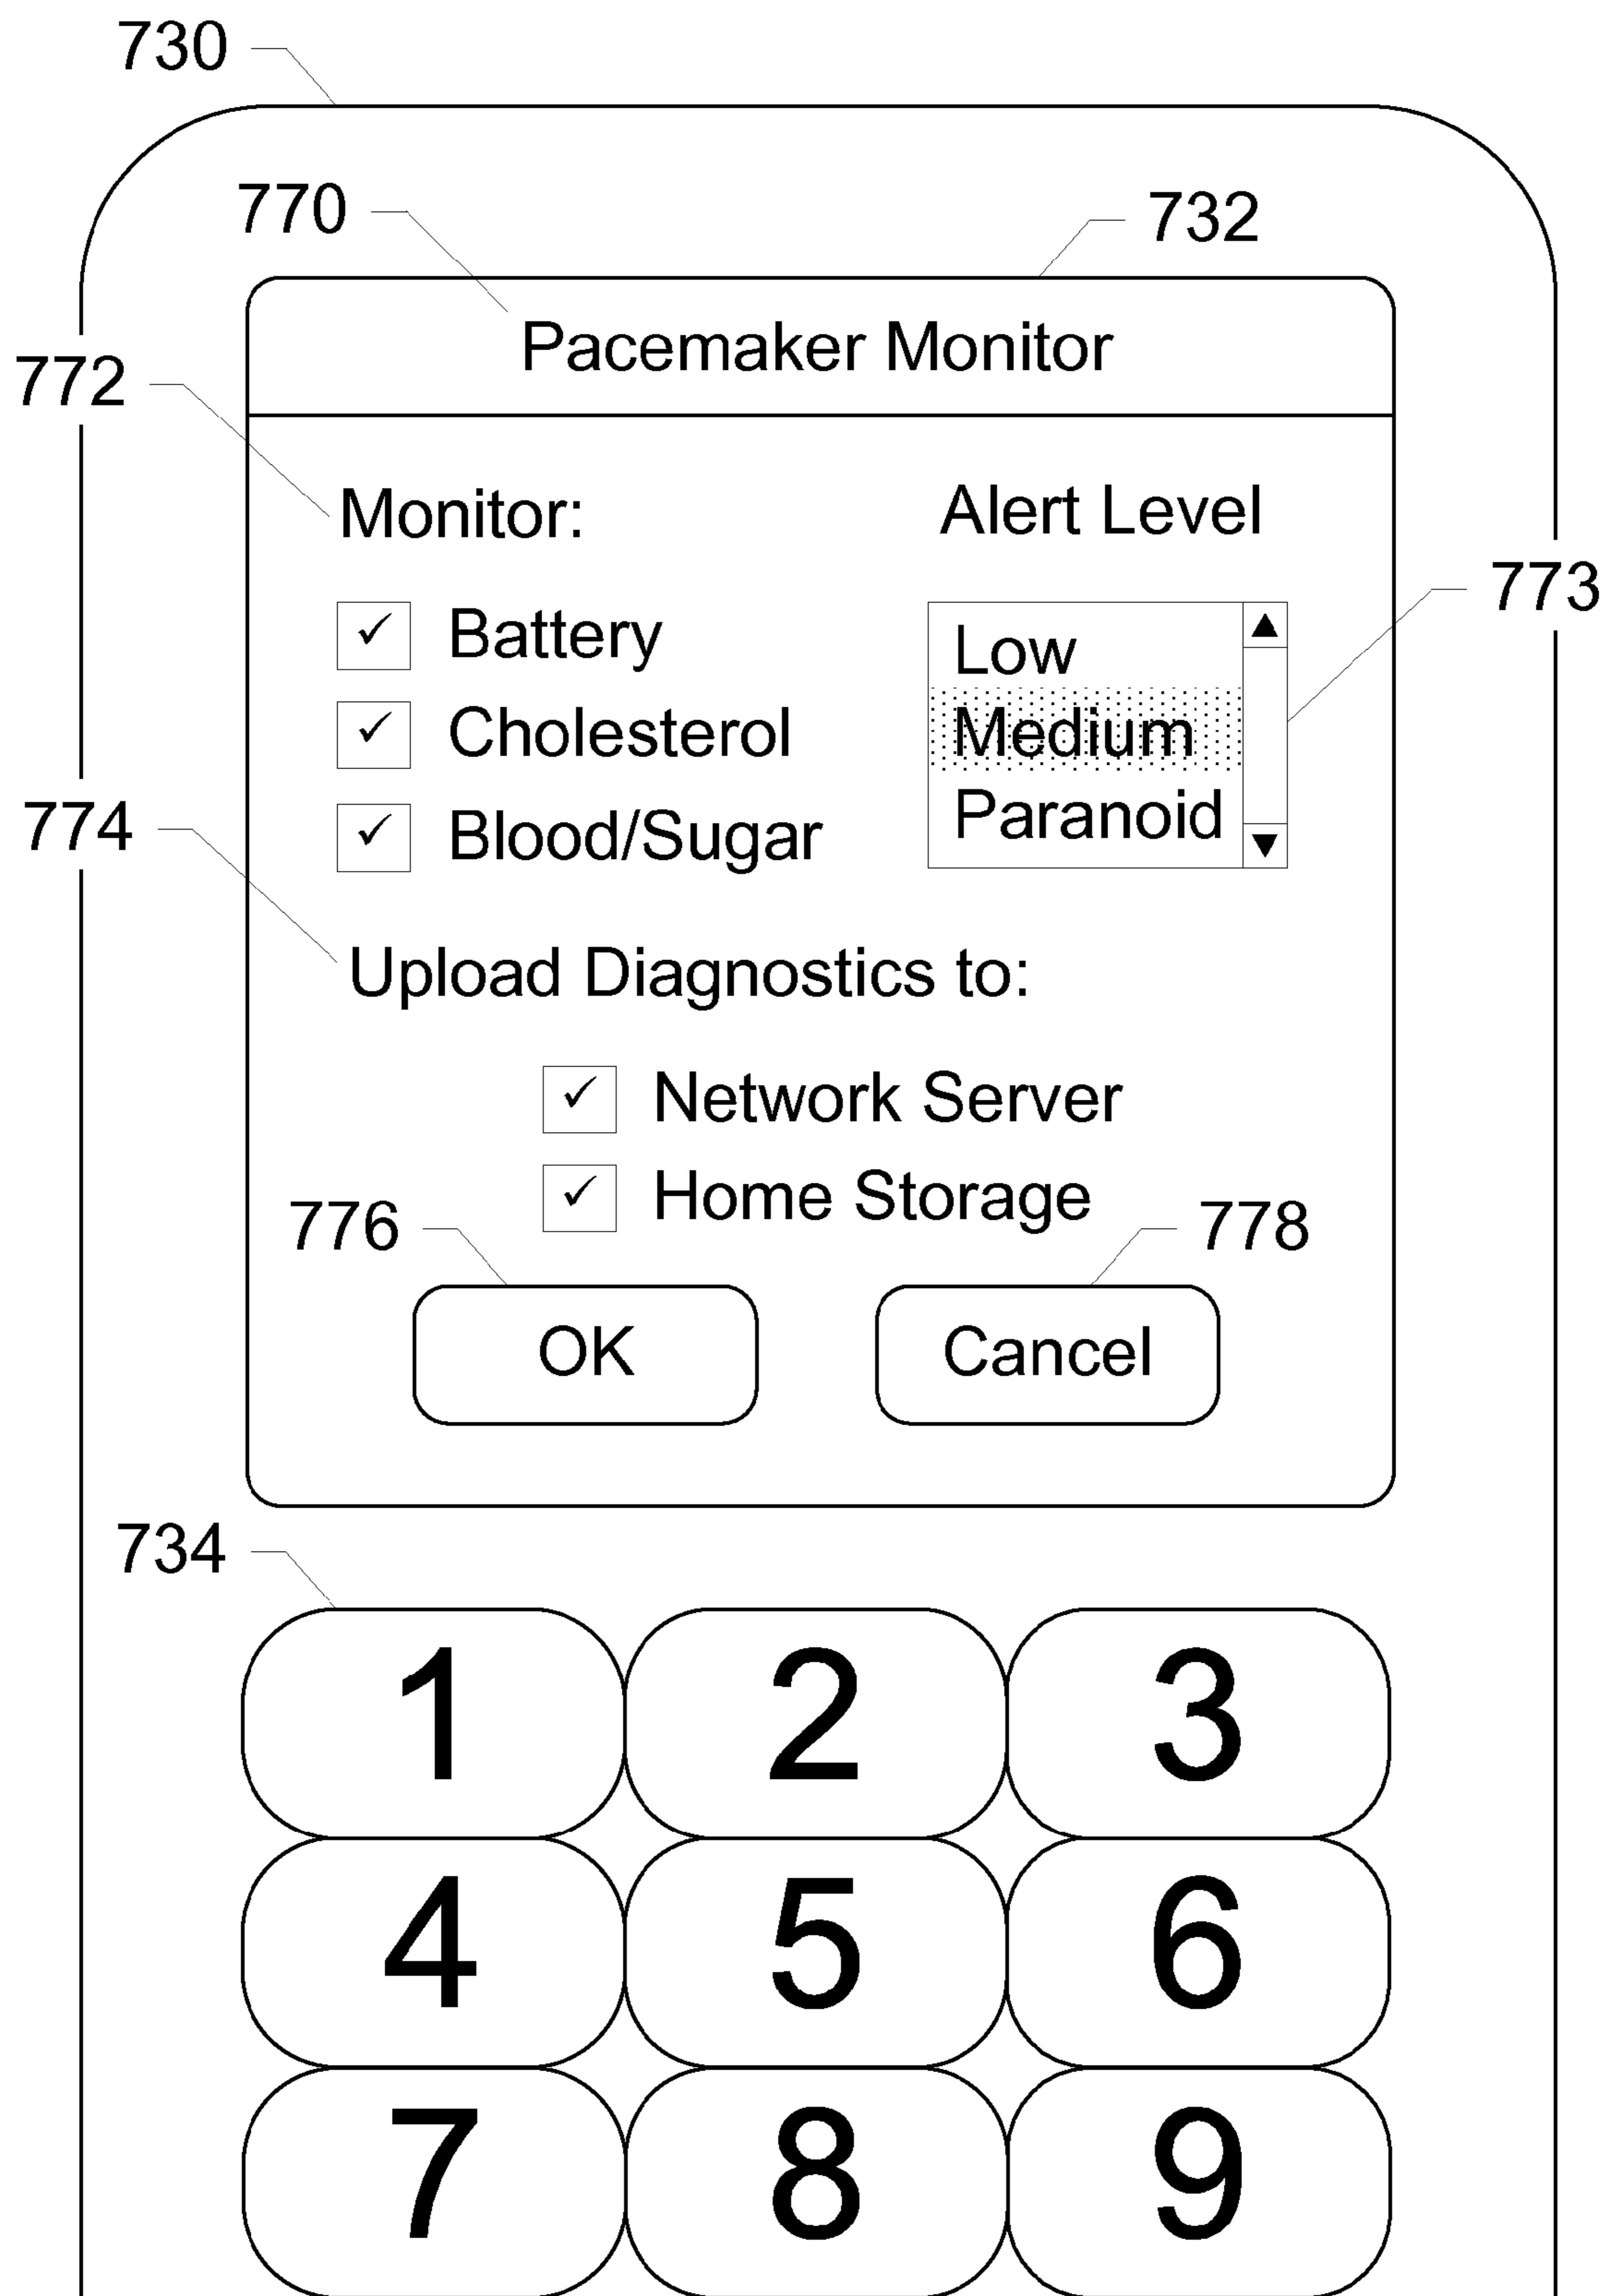 730
770
732
Pacemaker Monitor
772
Monitor:
Alert Level
773
Battery
Low
Cholesterol
Medium
Blood/Sugar
Paranoid
774
Upload Diagnostics to:
Network Server
Home Storage
776
778
OK
Cancel
734
1 2 3
4 5 6
7 8 9